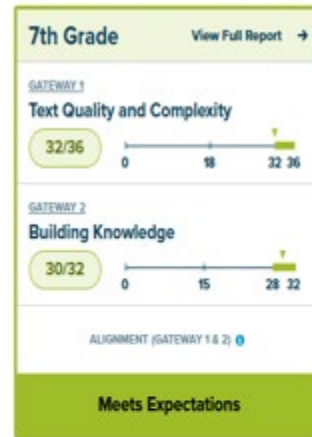 7th Grade View Full Report →
GATEWAY 1
Text Quality and Complexity
32/36
0 18 32 36
GATEWAY 2
Building Knowledge
30/32
0 15 28 32
ALIGNMENT (GATEWAY 1 & 2)
Meets Expectations